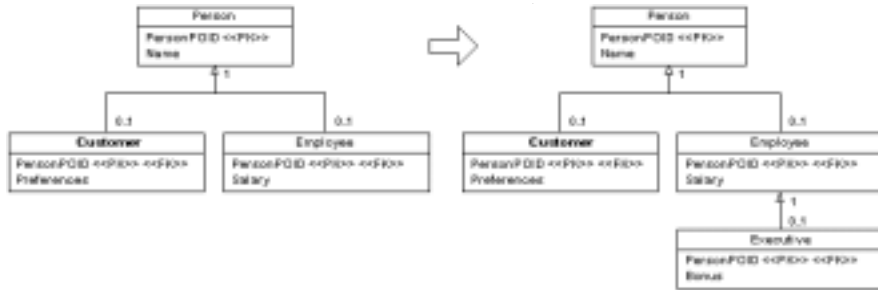 Person
PersonPOID <<PK>>
Name
1
0..1
0..1
Customer
PersonPOID <<PK>> <<FK>>
Preferences
Employee
PersonPOID <<PK>> <<FK>>
Salary
Person
PersonPOID <<PK>>
Name
1
0..1
0..1
Customer
PersonPOID <<PK>> <<FK>>
Preferences
Employee
PersonPOID <<PK>> <<FK>>
Salary
1
0..1
Executive
PersonPOID <<PK>> <<FK>>
Bonus